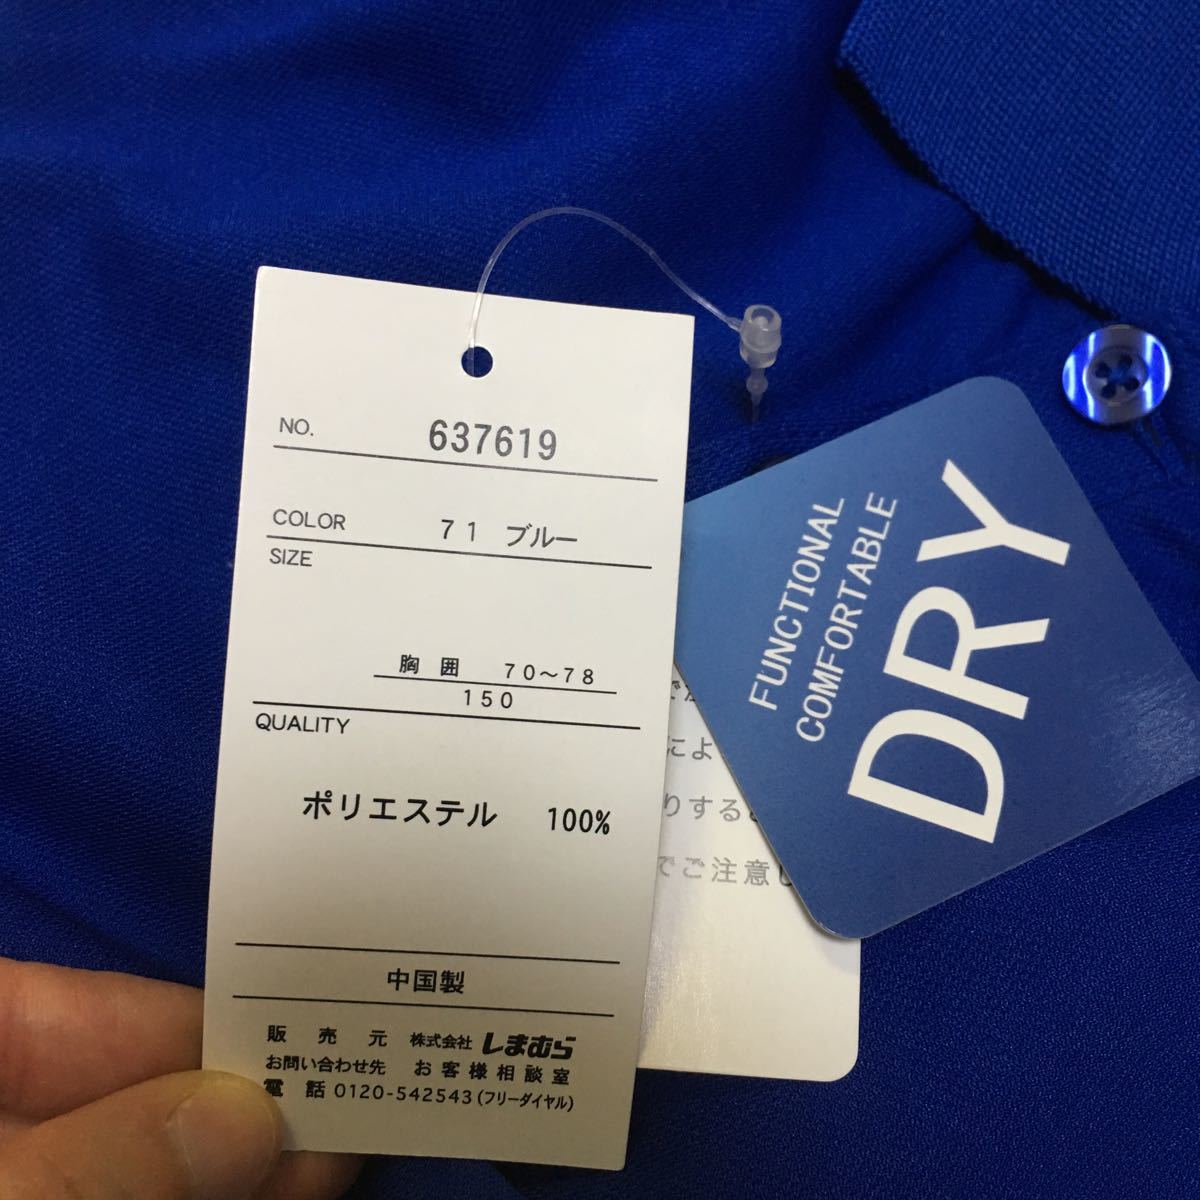 NO. 637619
COLOR 71 ブルー
SIZE
胸囲 70～78
150
QUALITY
ポリエステル 100%
中国製
販売元 株式会社 しまむら
お問い合わせ先 お客様相談室
電話 0120-542543(フリーダイヤル)
FUNCTIONAL
COMFORTABLE
DRY
によ
りする
でご注意し